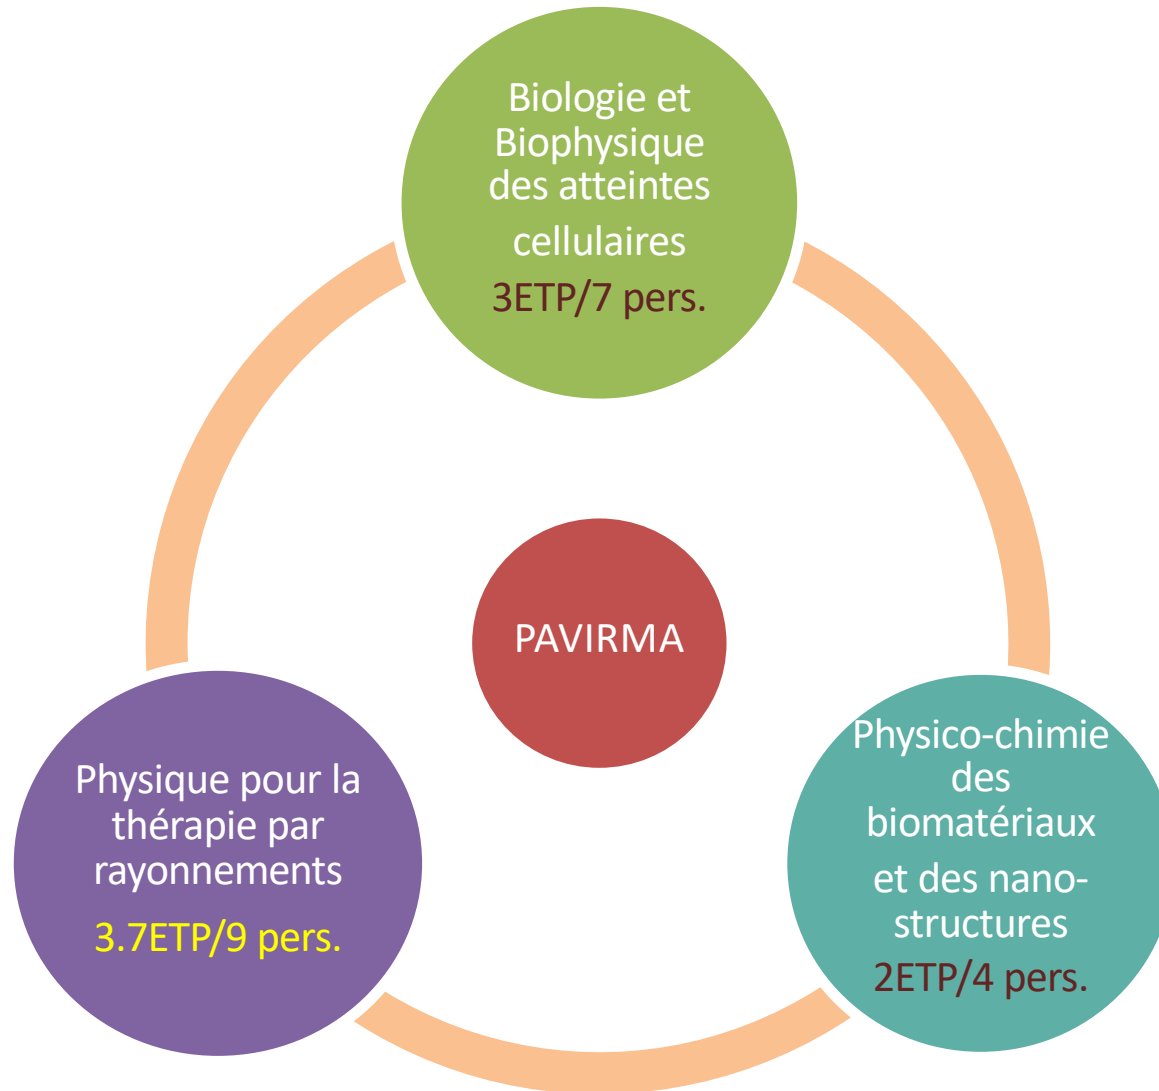 Biologie et
Biophysique
des atteintes
cellulaires
3ETP/7 pers.
PAVIRMA
Physique pour la
thérapie par
rayonnements
3.7ETP/9 pers.
Physico-chimie
des
biomatériaux
et des nano-
structures
2ETP/4 pers.